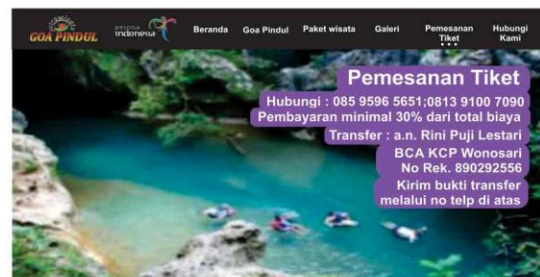 GOA PINDUL
pesona
indonesia
Beranda
Goa Pindul
Paket wisata
Galeri
Pemesanan
Tiket
Hubungi
Kami
Pemesanan Tiket
Hubungi : 085 9596 5651;0813 9100 7090
Pembayaran minimal 30% dari total biaya
Transfer : a.n. Rini Puji Lestari
BCA KCP Wonosari
No Rek. 890292556
Kirim bukti transfer
melalui no telp di atas